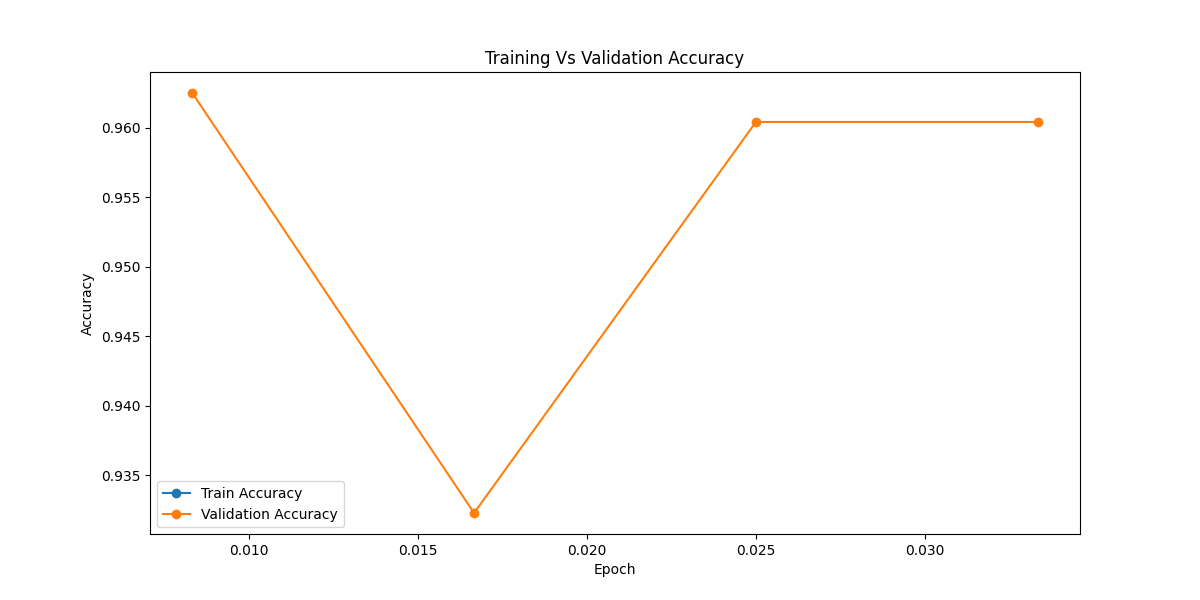 Training Vs Validation Accuracy
Accuracy
0.960
0.955
0.950
0.945
0.940
0.935
Train Accuracy
Validation Accuracy
0.010 0.015 0.020 0.025 0.030
Epoch